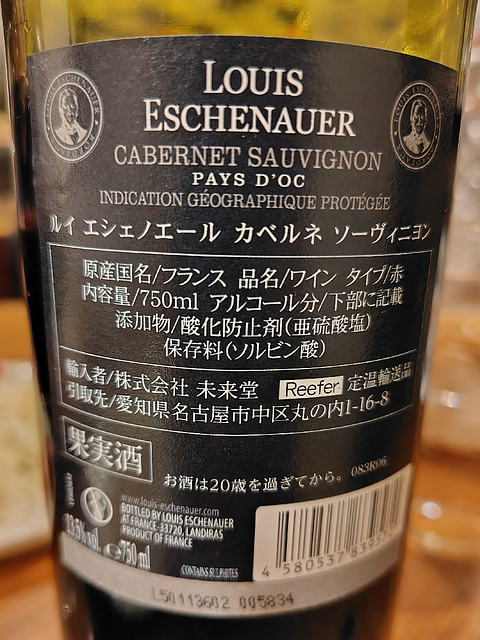 LOUIS
ESCHENAUER
CABERNET SAUVIGNON
PAYS D'OC
INDICATION GÉOGRAPHIQUE PROTÉGÉE
ルイ エシェノエール カベルネ ソーヴィニヨン
原産国名/フランス 品名/ワイン タイプ/赤
内容量/750ml アルコール分/下部に記載
添加物/酸化防止剤(亜硫酸塩)
保存料(ソルビン酸)
輸入者/株式会社 未来堂 Reefer 定温輸送品
引取先/愛知県名古屋市中区丸の内1-16-8
果実酒
お酒は20歳を過ぎてから。 083R06
www.louis-eschenauer.com
BOTTLED BY LOUIS ESCHENAUER
AT FRANCE-33720, LANDIRAS
PRODUCT OF FRANCE
13,5% vol. e 750 ml
CONTAINS SULPHITES
4 580537 83957
L50113602 005834